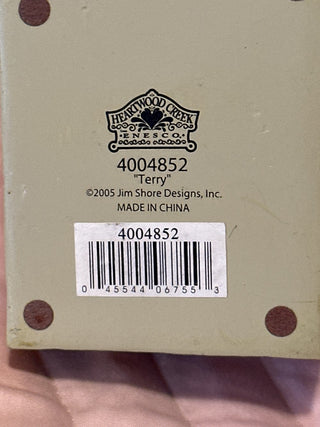 HEARTWOOD CREEK
ENESCO
4004852
"Terry"
©2005 Jim Shore Designs, Inc.
MADE IN CHINA
4004852
0 45544 06755 3